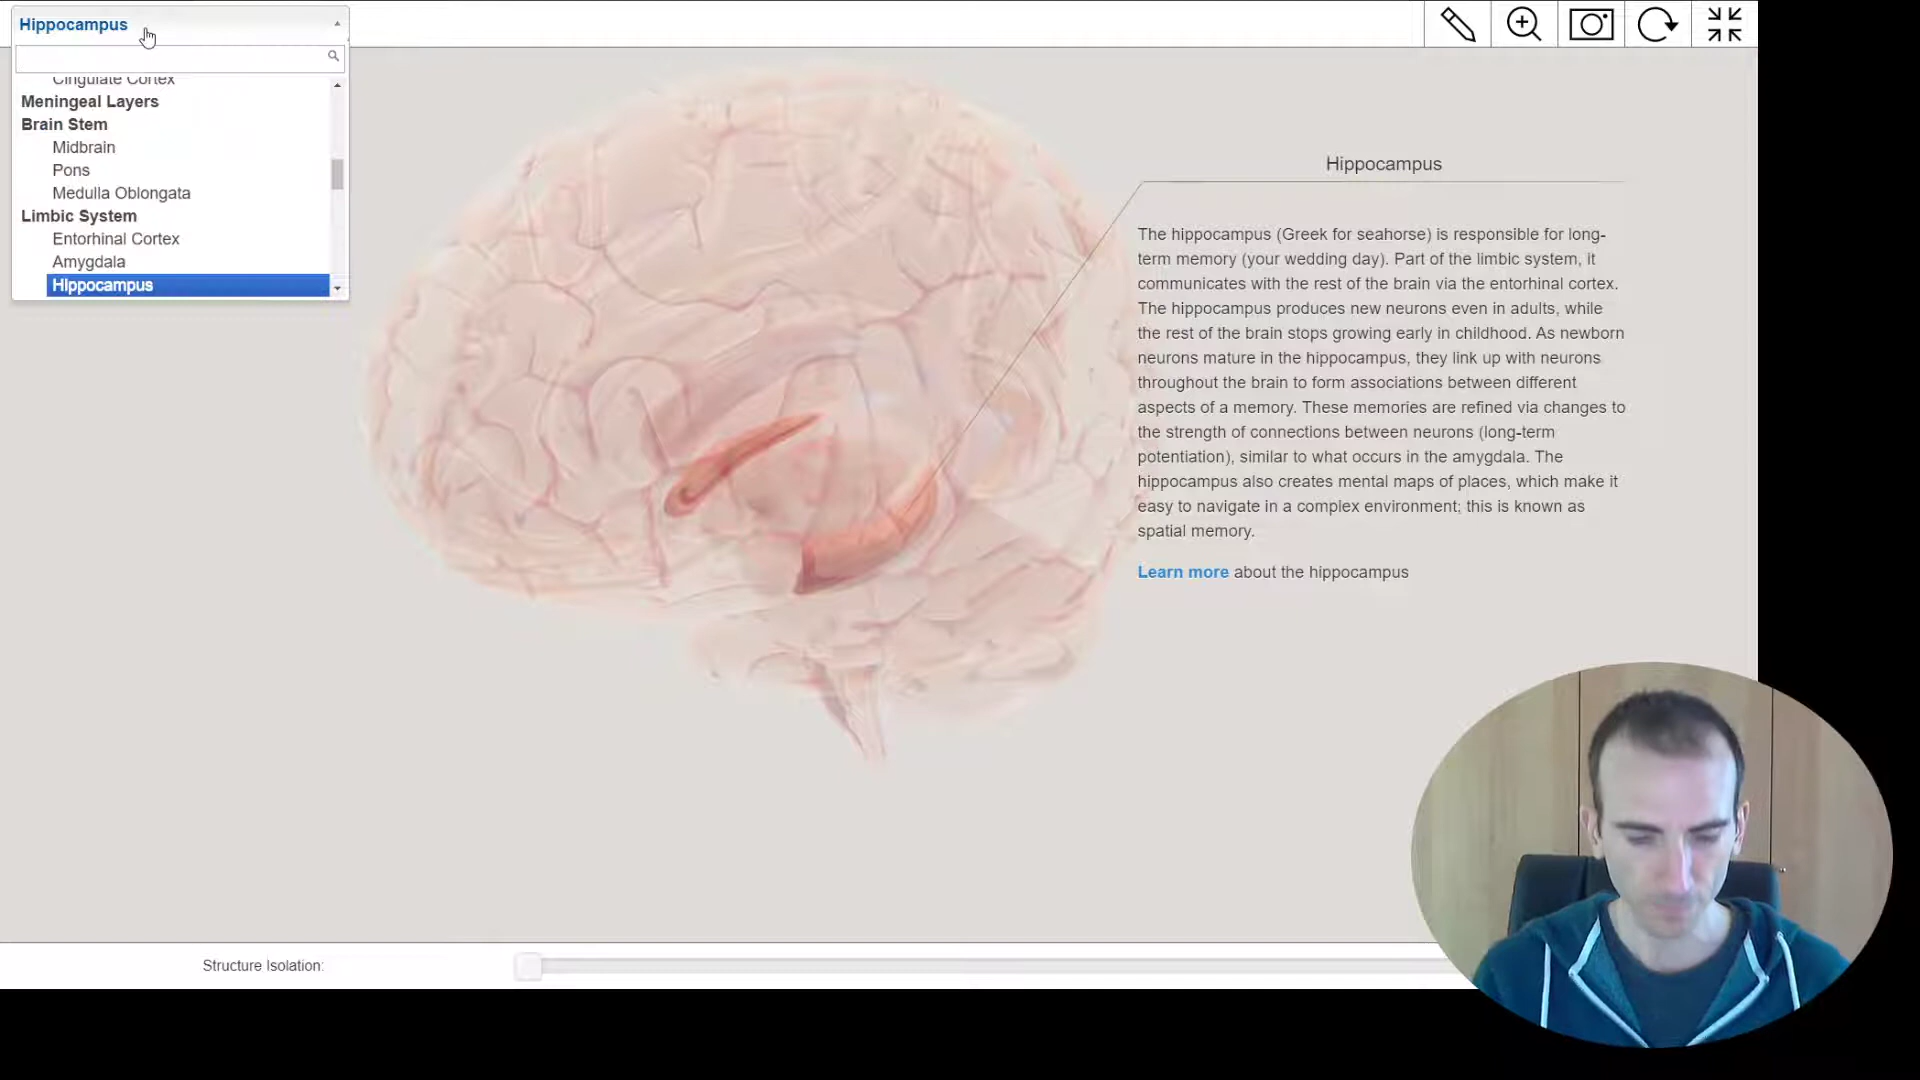 Hippocampus
Cingulate Cortex
Meningeal Layers
Brain Stem
Midbrain
Pons
Medulla Oblongata
Limbic System
Entorhinal Cortex
Amygdala
Hippocampus
Hippocampus
The hippocampus (Greek for seahorse) is responsible for long-
term memory (your wedding day). Part of the limbic system, it
communicates with the rest of the brain via the entorhinal cortex.
The hippocampus produces new neurons even in adults, while
the rest of the brain stops growing early in childhood. As newborn
neurons mature in the hippocampus, they link up with neurons
throughout the brain to form associations between different
aspects of a memory. These memories are refined via changes to
the strength of connections between neurons (long-term
potentiation), similar to what occurs in the amygdala. The
hippocampus also creates mental maps of places, which make it
easy to navigate in a complex environment; this is known as
spatial memory.
Learn more about the hippocampus
Structure Isolation: